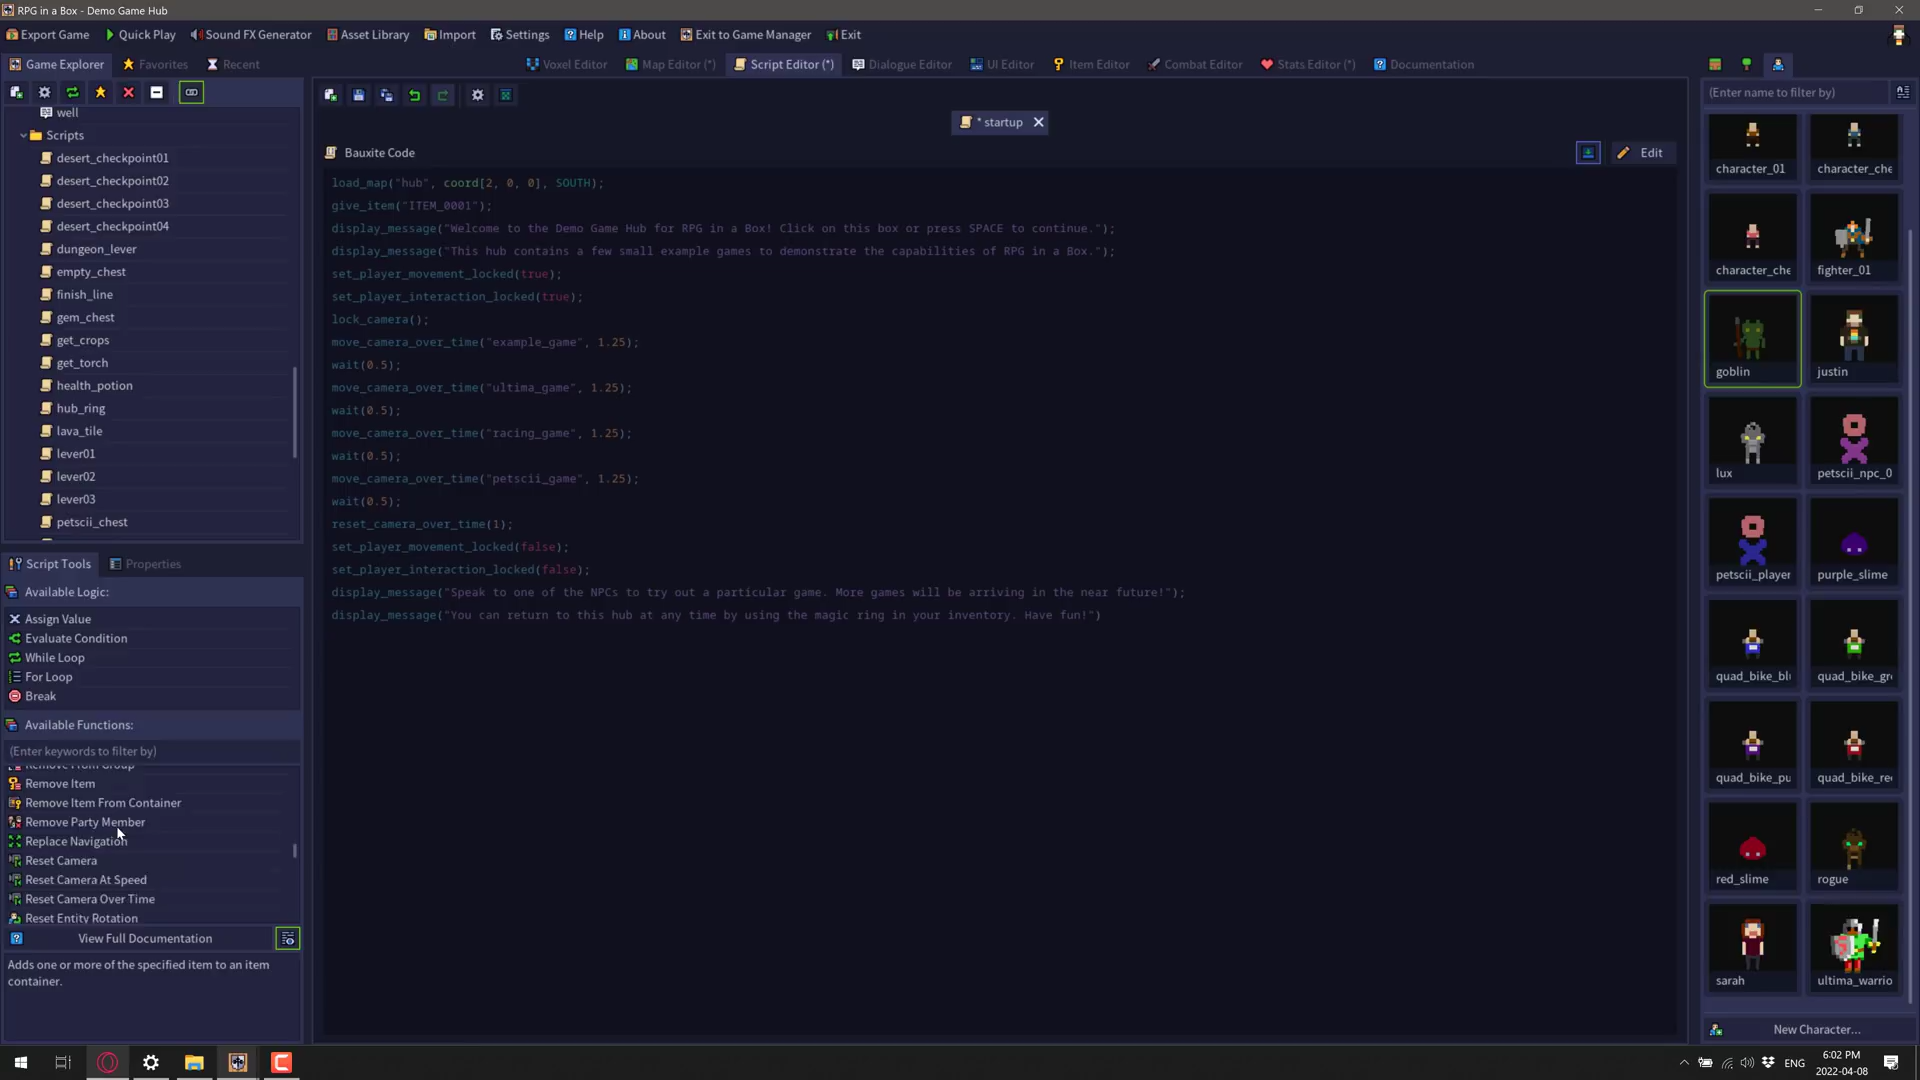 RPG in a Box - Demo Game Hub
Export Game Quick Play Sound FX Generator Asset Library Import Settings Help About Exit to Game Manager Exit
Game Explorer Favorites Recent
Voxel Editor Map Editor (*) Script Editor (*) Dialogue Editor UI Editor Item Editor Combat Editor Stats Editor (*) Documentation
well
Scripts
desert_checkpoint01
desert_checkpoint02
desert_checkpoint03
desert_checkpoint04
dungeon_lever
empty_chest
finish_line
gem_chest
get_crops
get_torch
health_potion
hub_ring
lava_tile
lever01
lever02
lever03
petscii_chest
Script Tools Properties
Available Logic:
Assign Value
Evaluate Condition
While Loop
For Loop
Break
Available Functions:
(Enter keywords to filter by)
Remove From Group
Remove Item
Remove Item From Container
Remove Party Member
Replace Navigation
Reset Camera
Reset Camera At Speed
Reset Camera Over Time
Reset Entity Rotation
View Full Documentation
Adds one or more of the specified item to an item
container.
* startup
Bauxite Code
Edit
load_map("hub", coord[2, 0, 0], SOUTH);
give_item("ITEM_0001");
display_message("Welcome to the Demo Game Hub for RPG in a Box! Click on this box or press SPACE to continue.");
display_message("This hub contains a few small example games to demonstrate the capabilities of RPG in a Box.");
set_player_movement_locked(true);
set_player_interaction_locked(true);
lock_camera();
move_camera_over_time("example_game", 1.25);
wait(0.5);
move_camera_over_time("ultima_game", 1.25);
wait(0.5);
move_camera_over_time("racing_game", 1.25);
wait(0.5);
move_camera_over_time("petscii_game", 1.25);
wait(0.5);
reset_camera_over_time(1);
set_player_movement_locked(false);
set_player_interaction_locked(false);
display_message("Speak to one of the NPCs to try out a particular game. More games will be arriving in the near future!");
display_message("You can return to this hub at any time by using the magic ring in your inventory. Have fun!")
(Enter name to filter by)
character_01 character_che
character_che fighter_01
goblin justin
lux petscii_npc_0
petscii_player purple_slime
quad_bike_blu quad_bike_gre
quad_bike_pu quad_bike_red
red_slime rogue
sarah ultima_warrio
New Character...
ENG
6:02 PM
2022-04-08